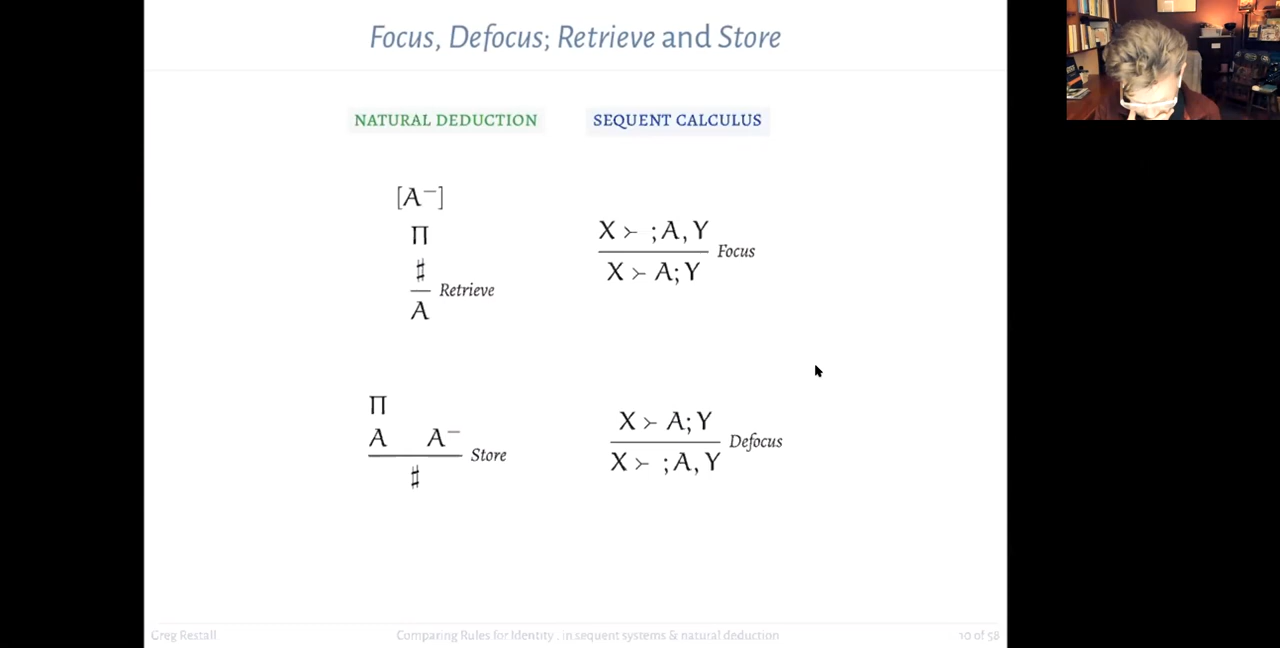 Focus, Defocus; Retrieve and Store
NATURAL DEDUCTION
SEQUENT CALCULUS
[A⁻]
Π
♯
Retrieve
A
X ≻ ;A, Y
Focus
X ≻ A; Y
Π
A A⁻
Store
♯
X ≻ A; Y
Defocus
X ≻ ;A, Y
Greg Restall
Comparing Rules for Identity . in sequent systems & natural deduction
10 of 58